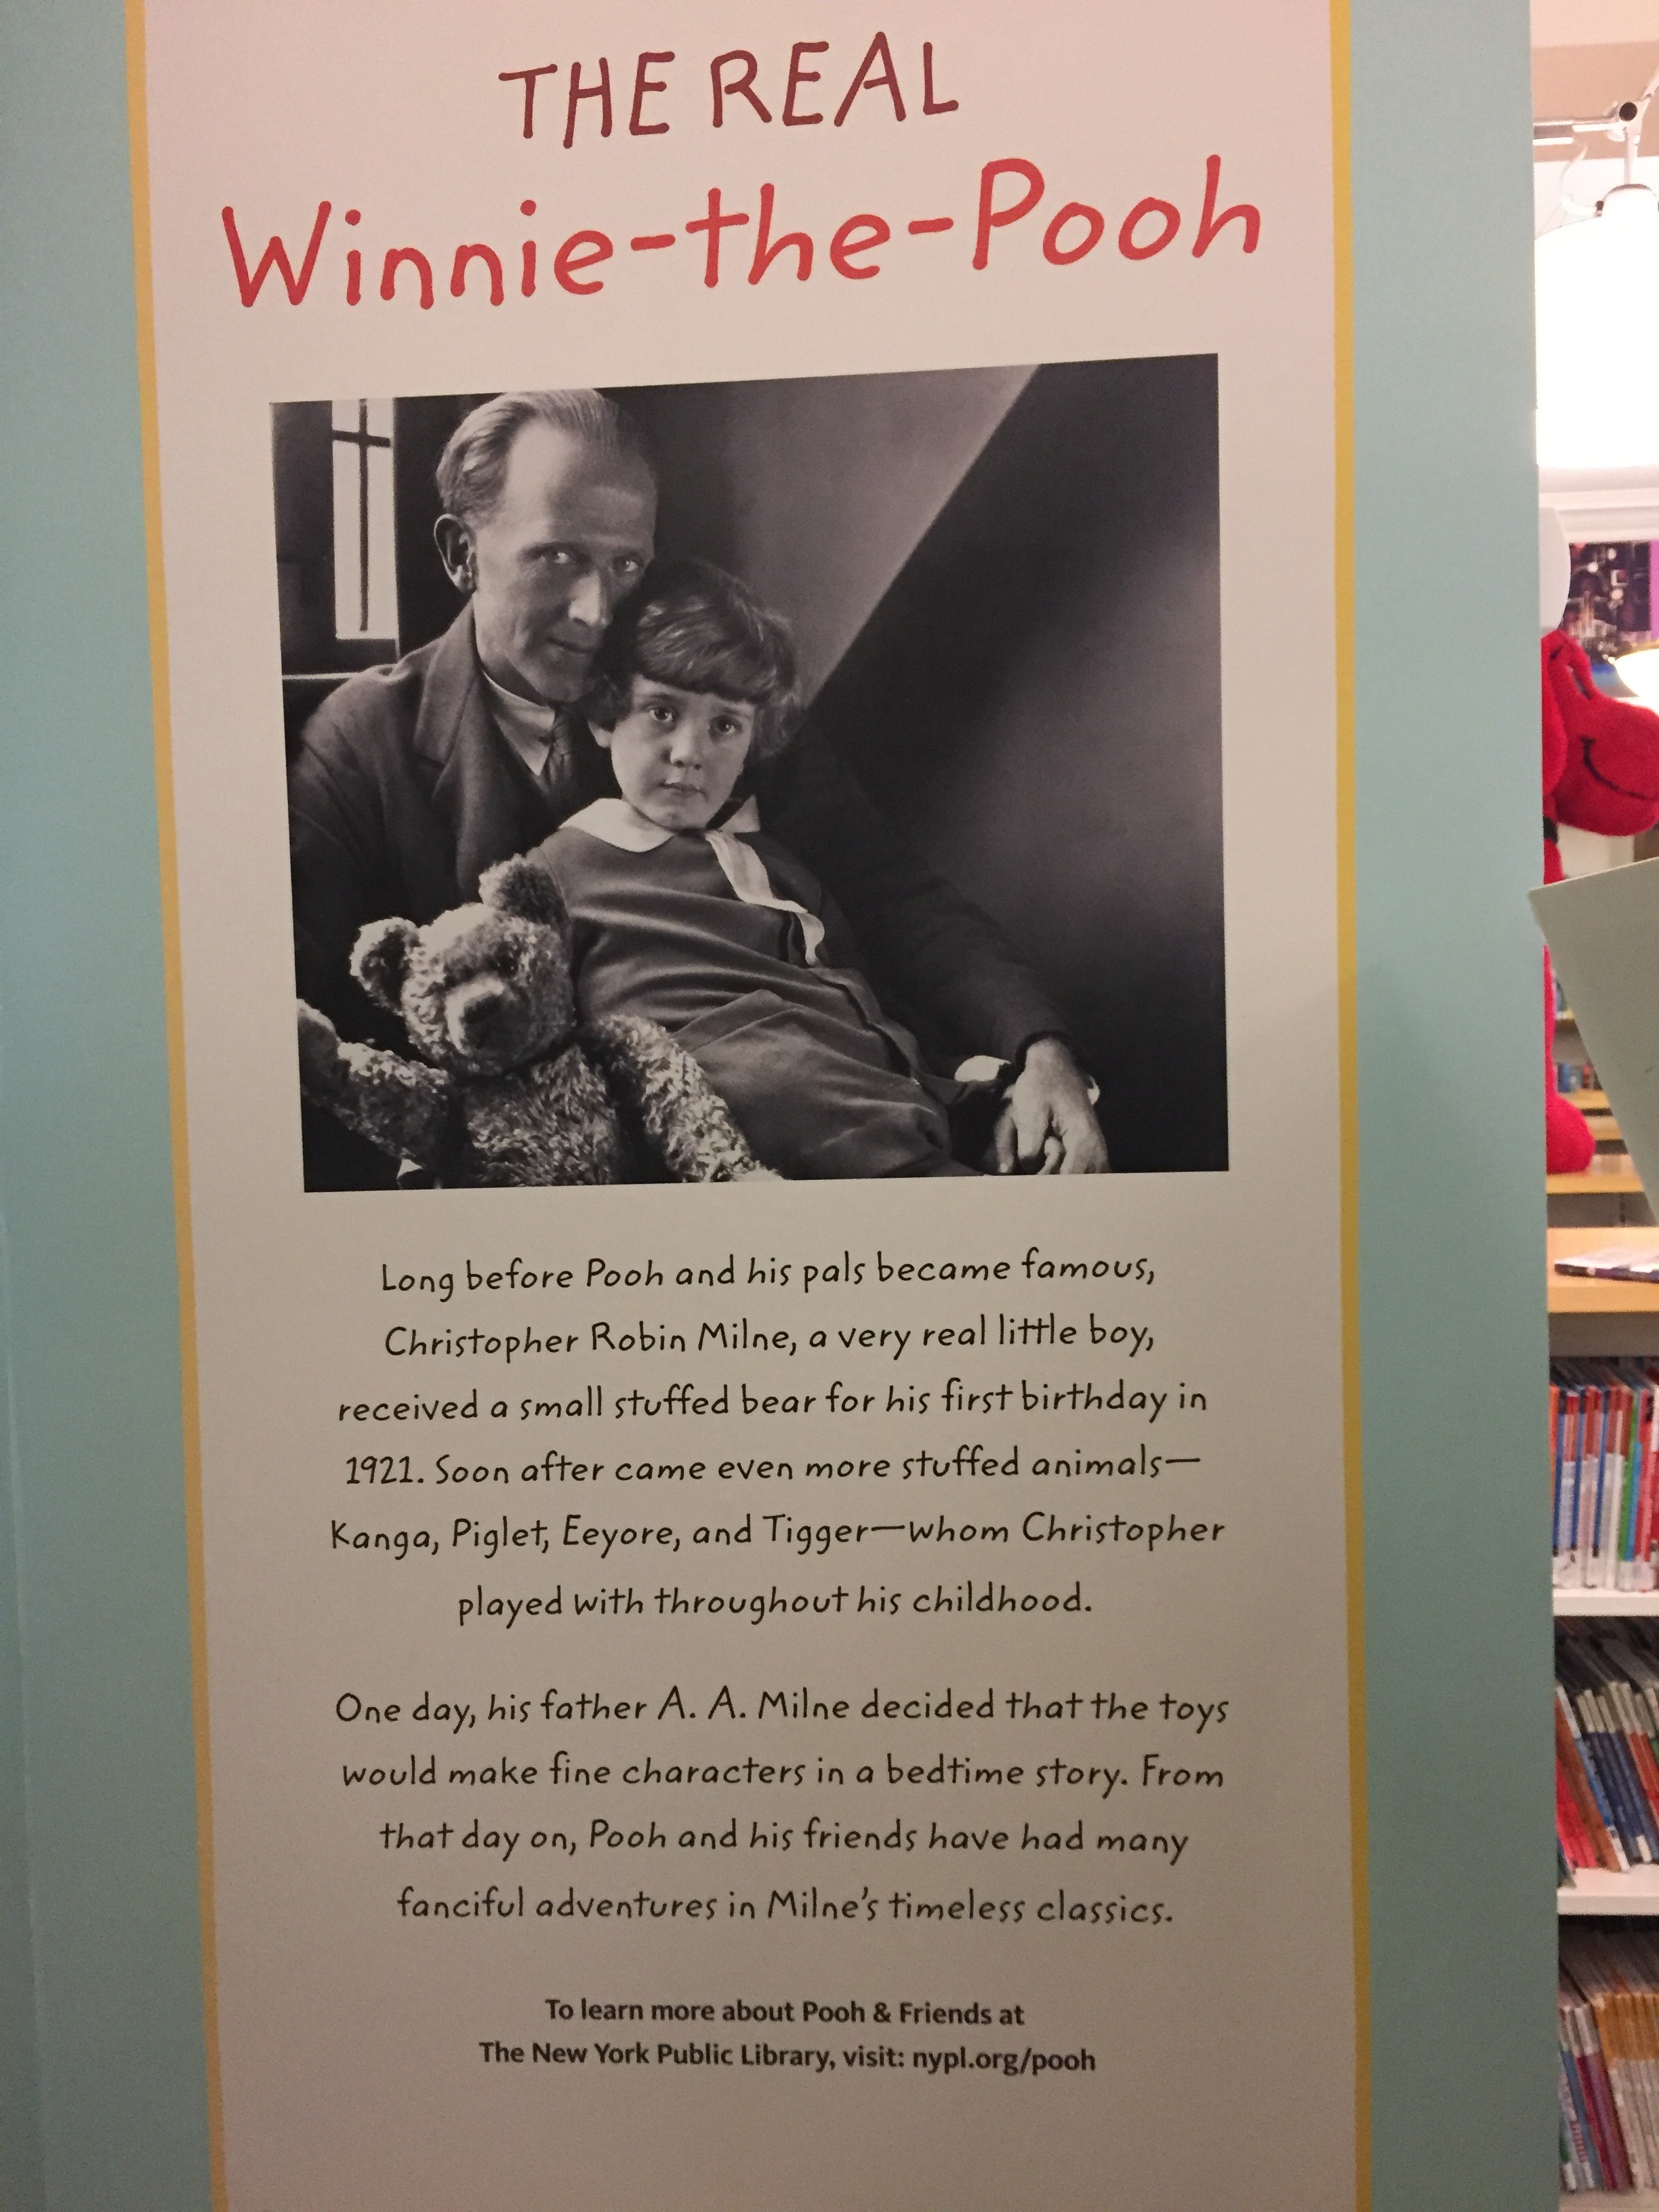 THE REAL
Winnie-the-Pooh
Long before Pooh and his pals became famous,
Christopher Robin Milne, a very real little boy,
received a small stuffed bear for his first birthday in
1921. Soon after came even more stuffed animals—
Kanga, Piglet, Eeyore, and Tigger—whom Christopher
played with throughout his childhood.
One day, his father A. A. Milne decided that the toys
would make fine characters in a bedtime story. From
that day on, Pooh and his friends have had many
fanciful adventures in Milne's timeless classics.
To learn more about Pooh & Friends at
The New York Public Library, visit: nypl.org/pooh